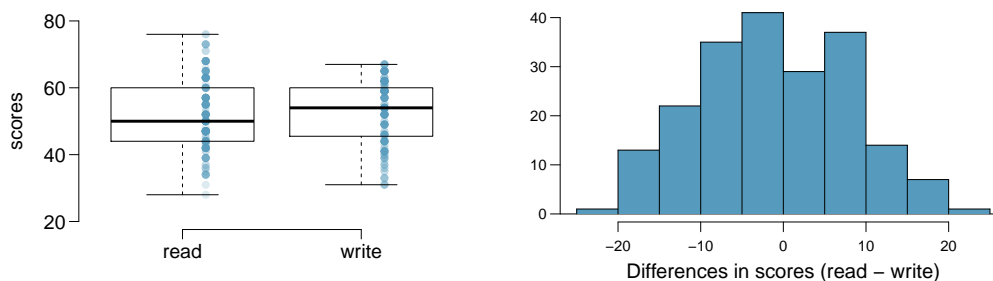 80
60
40
20
scores
read write
40
30
20
10
0
−20 −10 0 10 20
Differences in scores (read − write)